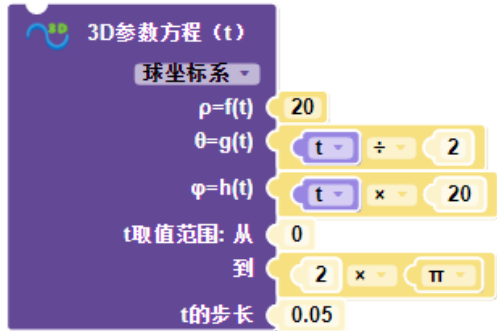 3D 3D参数方程（t）
球坐标系
ρ=f(t) 20
θ=g(t) t ÷ 2
φ=h(t) t × 20
t取值范围: 从 0
到 2 × π
t的步长 0.05